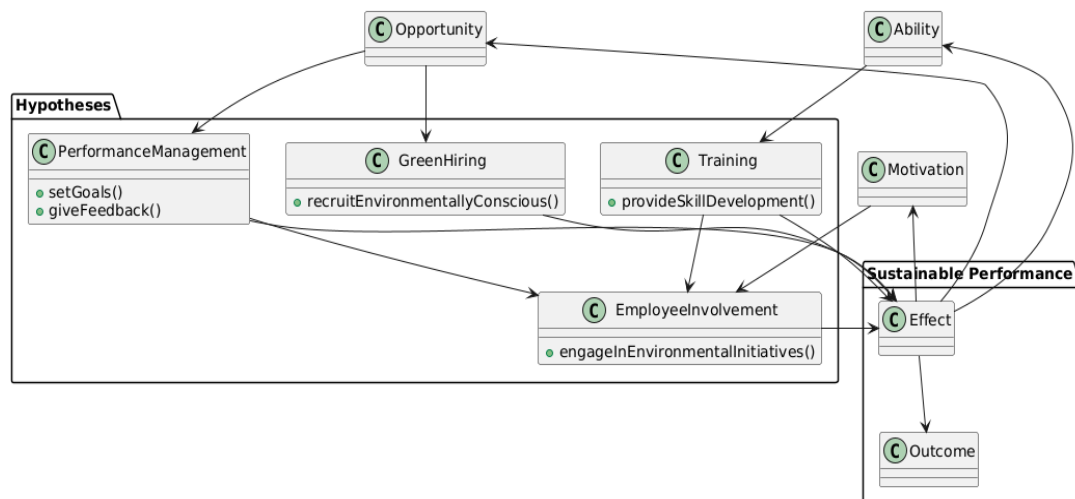 C Opportunity
C Ability
Hypotheses
C PerformanceManagement
setGoals()
giveFeedback()
C GreenHiring
recruitEnvironmentallyConscious()
C Training
provideSkillDevelopment()
C Motivation
Sustainable Performance
C EmployeeInvolvement
engageInEnvironmentalInitiatives()
C Effect
C Outcome